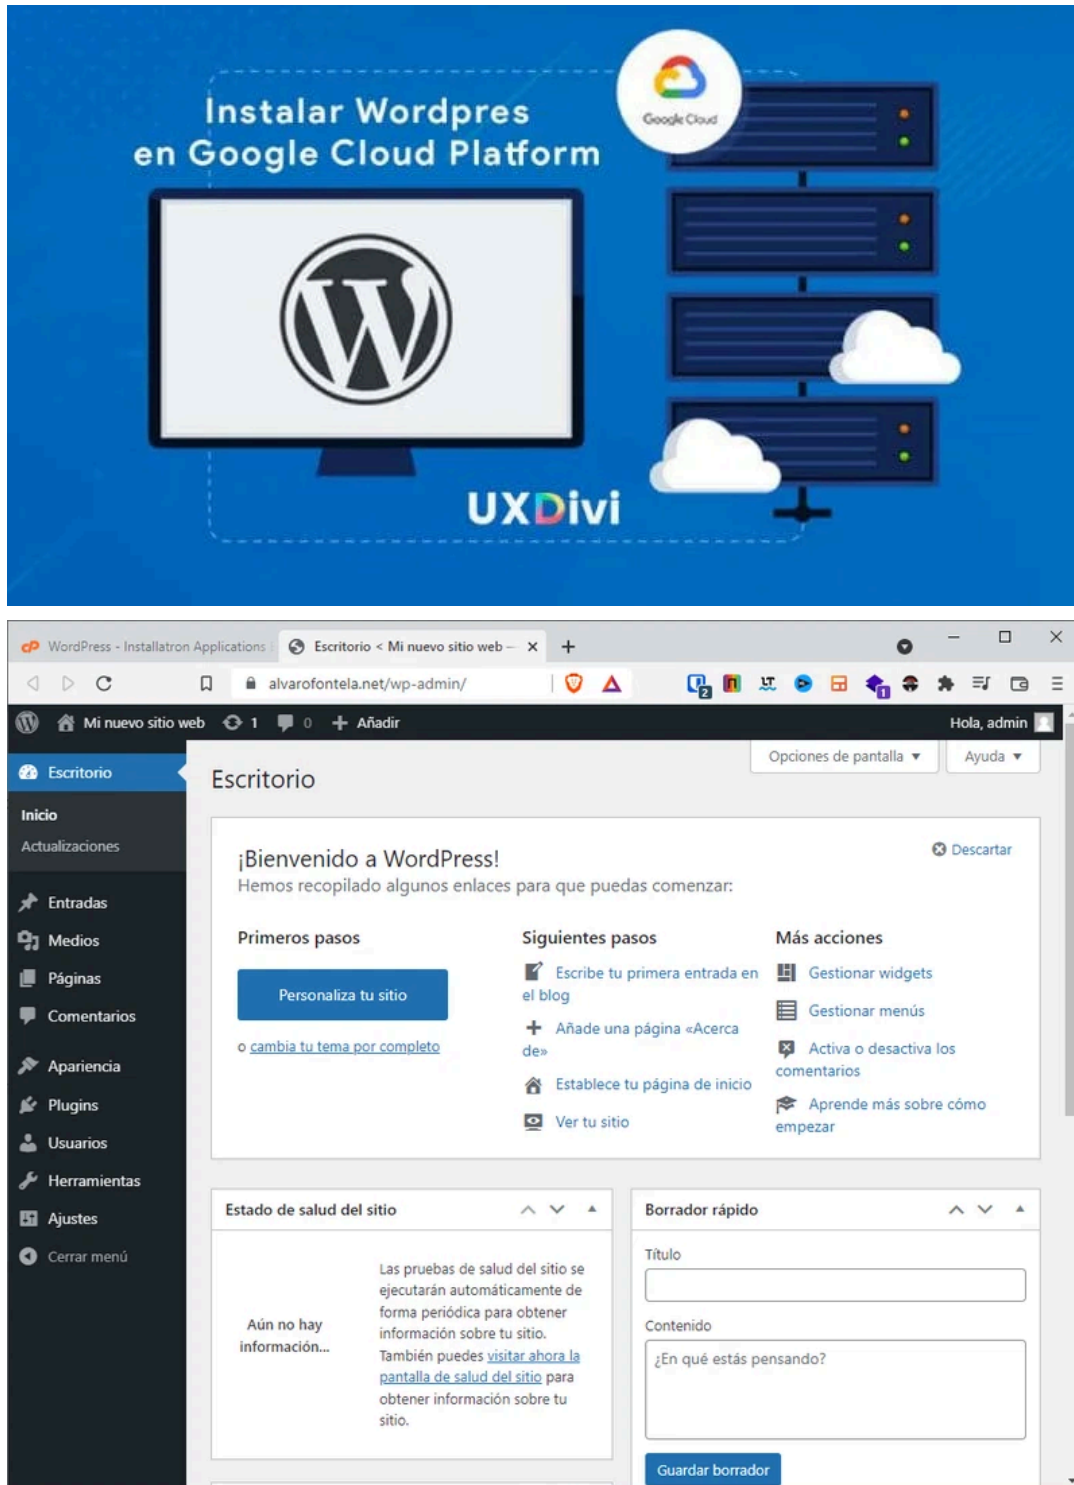 Instalar Wordpres
en Google Cloud Platform
Google Cloud
UXDivi
WordPress - Installatron Applications
Escritorio < Mi nuevo sitio web —
alvarofontela.net/wp-admin/
2
LT
1
Mi nuevo sitio web
1
0
Añadir
Hola, admin
Escritorio
Inicio
Actualizaciones
Entradas
Medios
Páginas
Comentarios
Apariencia
Plugins
Usuarios
Herramientas
Ajustes
Cerrar menú
Opciones de pantalla
Ayuda
Escritorio
¡Bienvenido a WordPress!
Descartar
Hemos recopilado algunos enlaces para que puedas comenzar:
Primeros pasos
Personaliza tu sitio
o cambia tu tema por completo
Siguientes pasos
Escribe tu primera entrada en
el blog
Añade una página «Acerca
de»
Establece tu página de inicio
Ver tu sitio
Más acciones
Gestionar widgets
Gestionar menús
Activa o desactiva los
comentarios
Aprende más sobre cómo
empezar
Estado de salud del sitio
Aún no hay
información...
Las pruebas de salud del sitio se
ejecutarán automáticamente de
forma periódica para obtener
información sobre tu sitio.
También puedes visitar ahora la
pantalla de salud del sitio para
obtener información sobre tu
sitio.
Borrador rápido
Título
Contenido
¿En qué estás pensando?
Guardar borrador